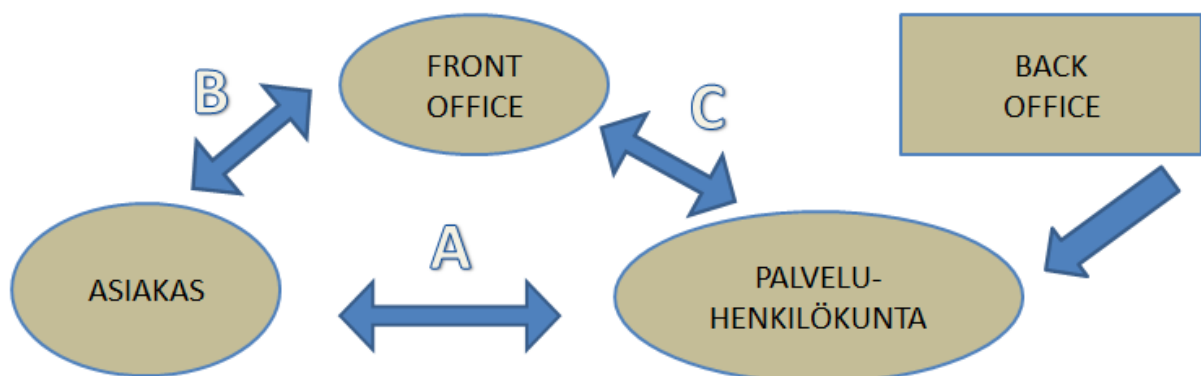 FRONT
OFFICE
BACK
OFFICE
B
C
A
ASIAKAS
PALVELU-
HENKILÖKUNTA